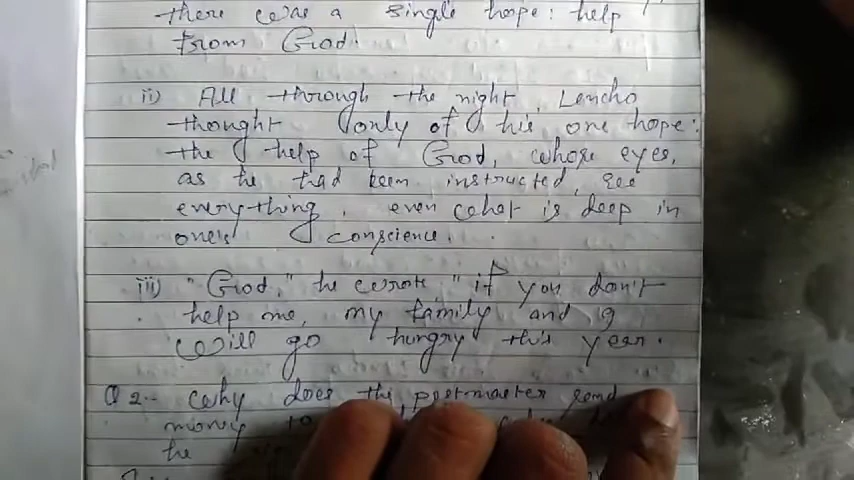 there was a single hope: help
from God.
ii) All through the night, Lencho
thought only of his one hope:
the help of God, whose eyes,
as he had been instructed, see
everything, even what is deep in
one's conscience.
iii) "God," he wrote "if you don't
help me, my family and I
will go hungry this year.
Q 2.- Why does the postmaster send
money to
he